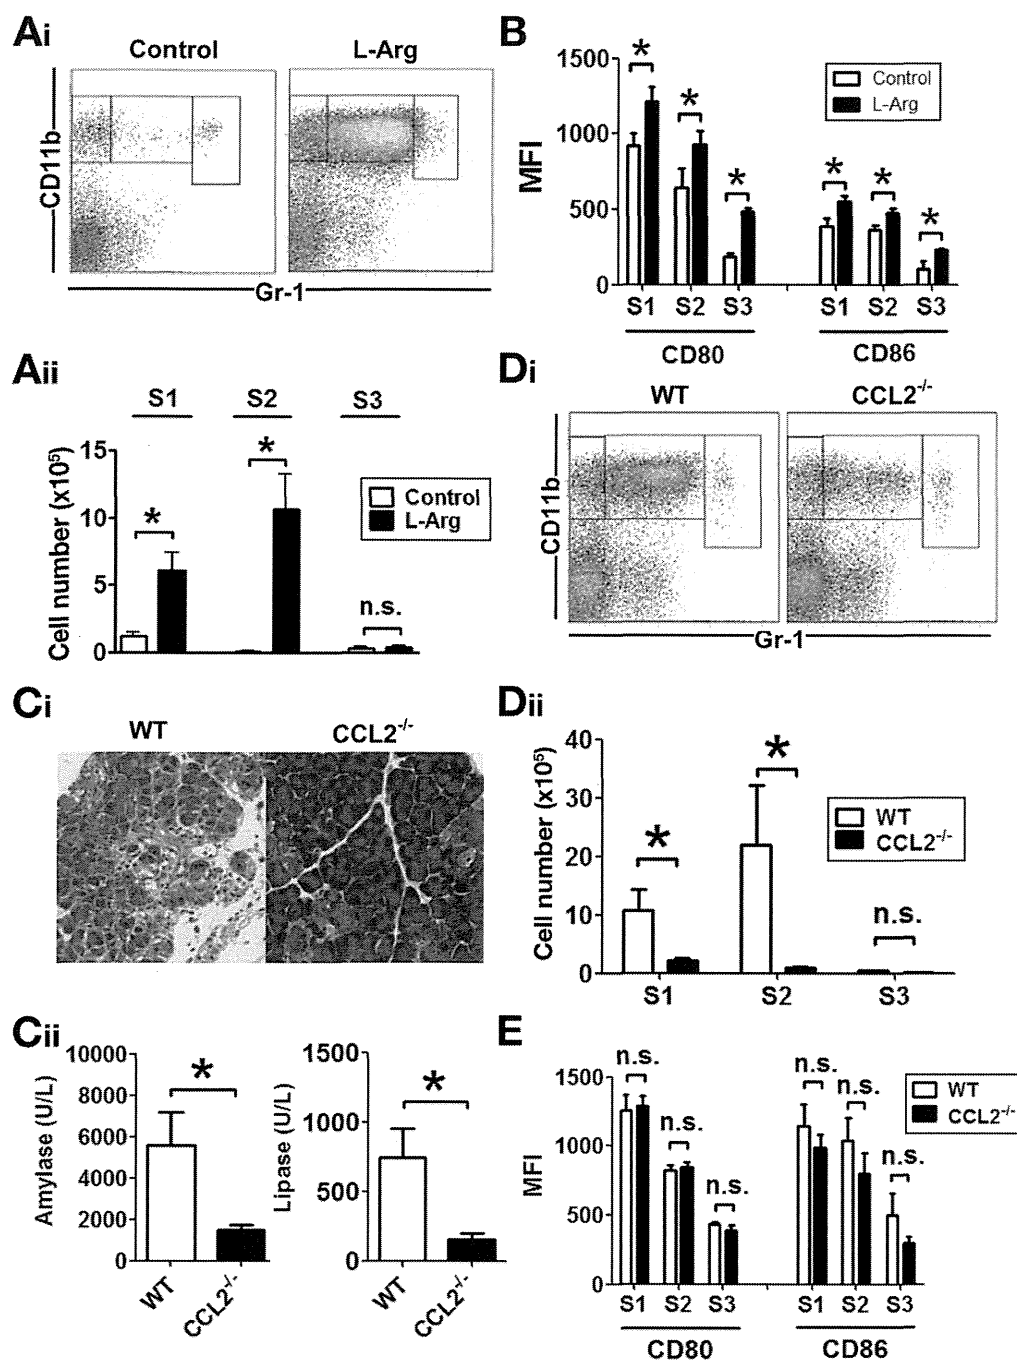 Ai
Control
L-Arg
CD11b
Gr-1
B
1500
1000
500
0
MFI
*
*
*
*
*
*
Control
L-Arg
S1
S2
S3
S1
S2
S3
CD80
CD86
Aii
S1
S2
S3
15
10
5
0
Cell number (x10⁵)
*
*
n.s.
Control
L-Arg
Di
WT
CCL2-/-
CD11b
Gr-1
Ci
WT
CCL2-/-
Dii
40
30
20
10
0
Cell number (x10⁵)
*
*
n.s.
WT
CCL2-/-
S1
S2
S3
Cii
10000
8000
6000
4000
2000
0
Amylase (U/L)
*
WT
CCL2-/-
1500
1000
500
0
Lipase (U/L)
*
WT
CCL2-/-
E
1500
1000
500
0
MFI
n.s.
n.s.
n.s.
n.s.
n.s.
n.s.
WT
CCL2-/-
S1
S2
S3
S1
S2
S3
CD80
CD86